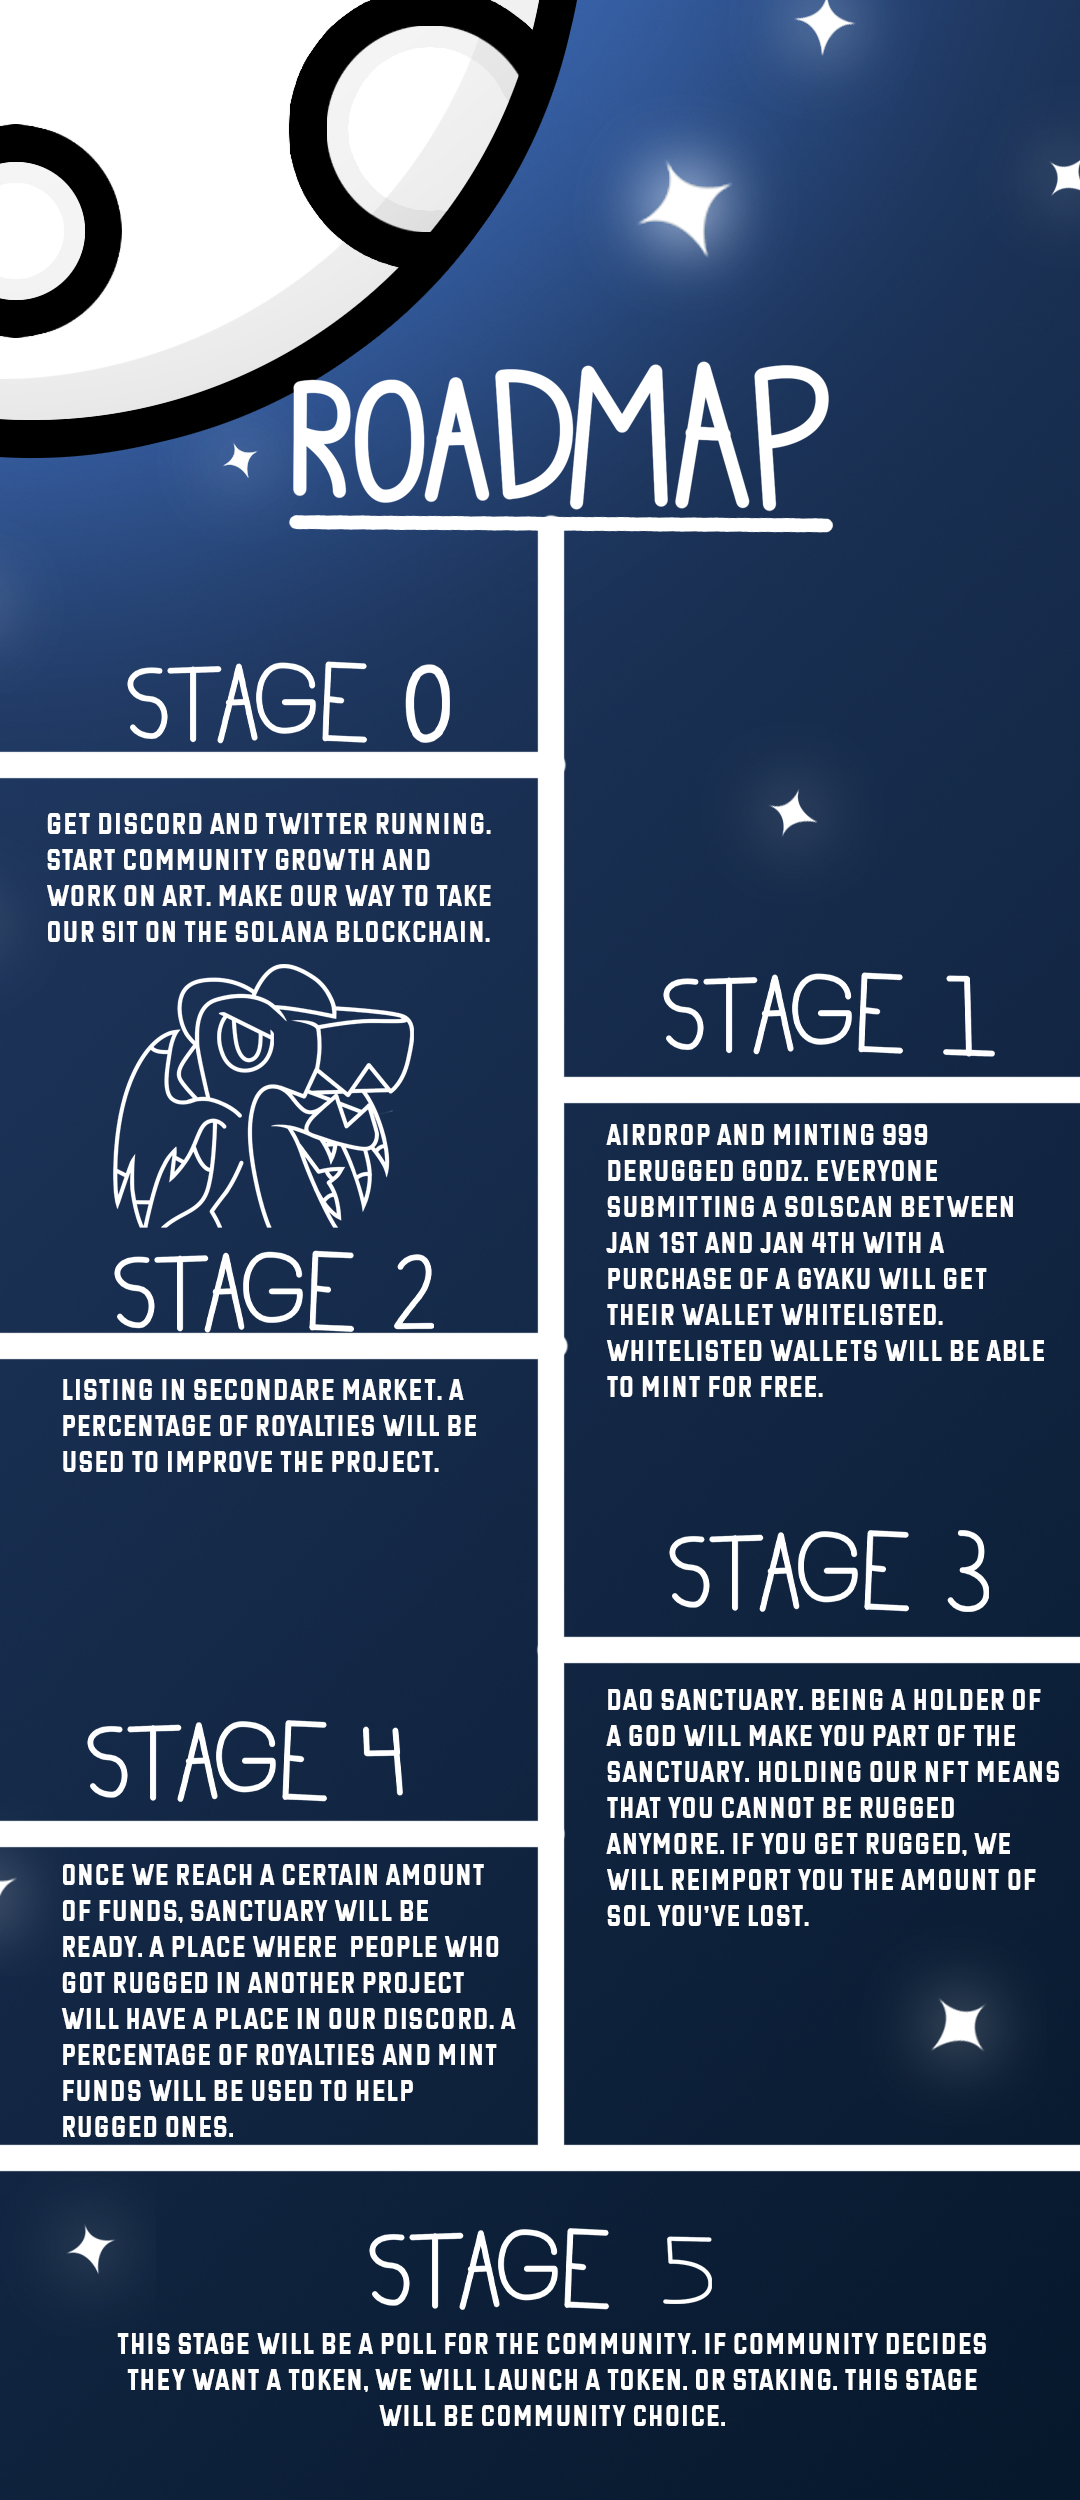 ROADMAP
STAGE 0
GET DISCORD AND TWITTER RUNNING.
START COMMUNITY GROWTH AND
WORK ON ART. MAKE OUR WAY TO TAKE
OUR SIT ON THE SOLANA BLOCKCHAIN.
STAGE 1
AIRDROP AND MINTING 999
DERUGGED GODZ. EVERYONE
SUBMITTING A SOLSCAN BETWEEN
JAN 1ST AND JAN 4TH WITH A
PURCHASE OF A GYAKU WILL GET
THEIR WALLET WHITELISTED.
WHITELISTED WALLETS WILL BE ABLE
TO MINT FOR FREE.
STAGE 2
LISTING IN SECONDARE MARKET. A
PERCENTAGE OF ROYALTIES WILL BE
USED TO IMPROVE THE PROJECT.
STAGE 3
DAO SANCTUARY. BEING A HOLDER OF
A GOD WILL MAKE YOU PART OF THE
SANCTUARY. HOLDING OUR NFT MEANS
THAT YOU CANNOT BE RUGGED
ANYMORE. IF YOU GET RUGGED, WE
WILL REIMPORT YOU THE AMOUNT OF
SOL YOU'VE LOST.
STAGE 4
ONCE WE REACH A CERTAIN AMOUNT
OF FUNDS, SANCTUARY WILL BE
READY. A PLACE WHERE PEOPLE WHO
GOT RUGGED IN ANOTHER PROJECT
WILL HAVE A PLACE IN OUR DISCORD. A
PERCENTAGE OF ROYALTIES AND MINT
FUNDS WILL BE USED TO HELP
RUGGED ONES.
STAGE 5
THIS STAGE WILL BE A POLL FOR THE COMMUNITY. IF COMMUNITY DECIDES
THEY WANT A TOKEN, WE WILL LAUNCH A TOKEN. OR STAKING. THIS STAGE
WILL BE COMMUNITY CHOICE.